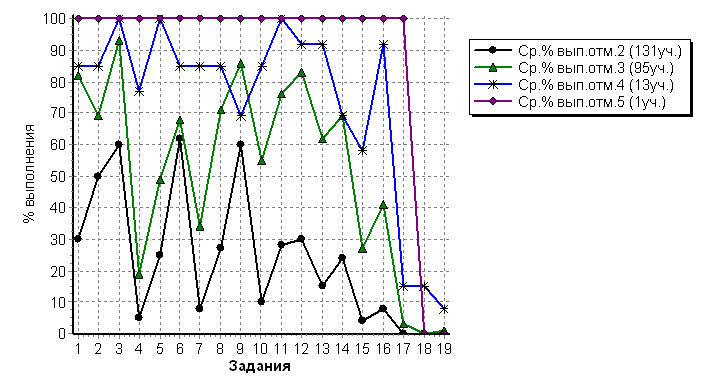 % выполнения
100
90
80
70
60
50
40
30
20
10
0
1 2 3 4 5 6 7 8 9 10 11 12 13 14 15 16 17 18 19
Задания
Ср.% вып.отм.2 (131уч.)
Ср.% вып.отм.3 (95уч.)
Ср.% вып.отм.4 (13уч.)
Ср.% вып.отм.5 (1уч.)